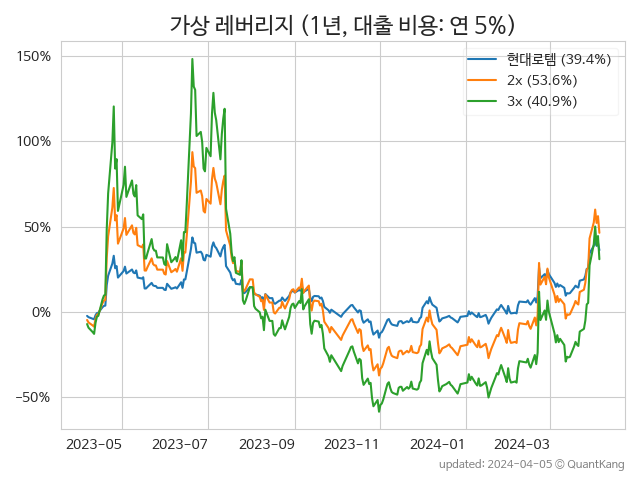 가상 레버리지 (1년, 대출 비용: 연 5%)
현대로템 (39.4%)
2x (53.6%)
3x (40.9%)
150%
100%
50%
0%
−50%
2023-05 2023-07 2023-09 2023-11 2024-01 2024-03
updated: 2024-04-05 © QuantKang